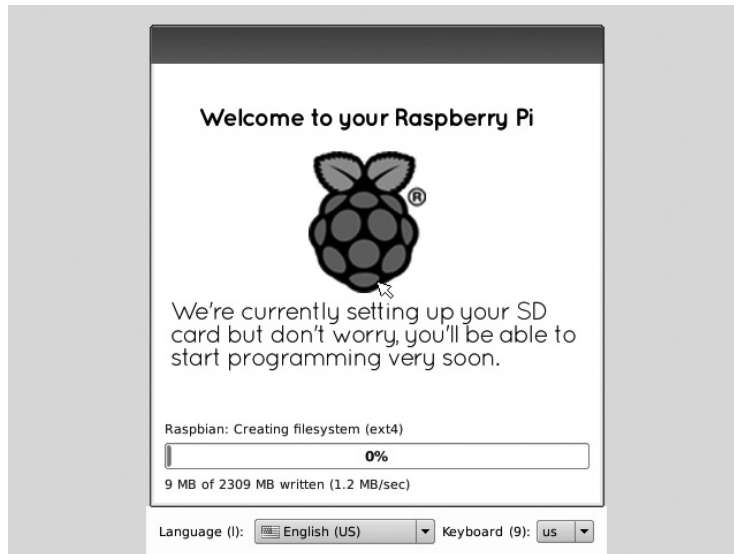 Welcome to your Raspberry Pi
®
We're currently setting up your SD
card but don't worry, you'll be able to
start programming very soon.
Raspbian: Creating filesystem (ext4)
0%
9 MB of 2309 MB written (1.2 MB/sec)
Language (l): English (US) Keyboard (9): us